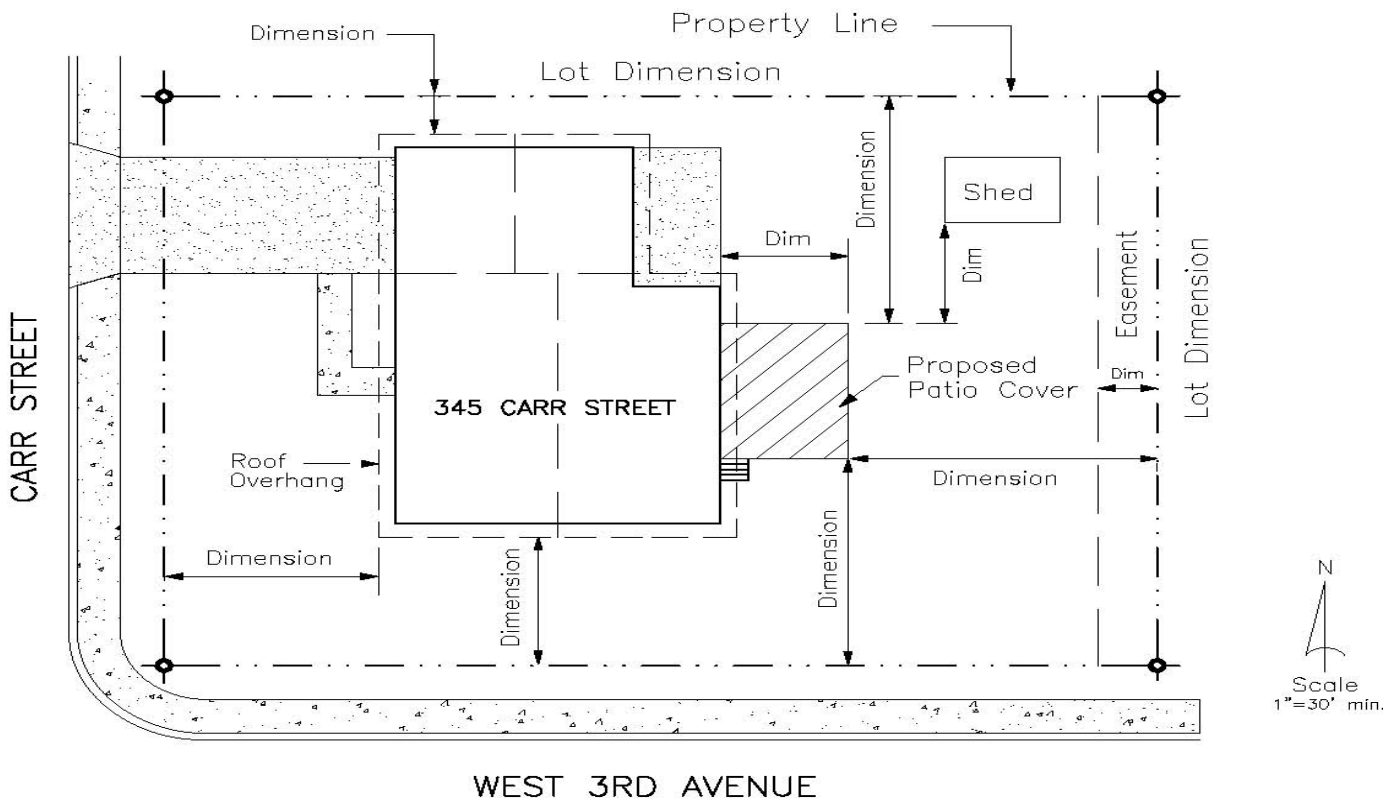 Property Line
Dimension
Lot Dimension
Dimension
Shed
Dim
Dim
Easement
Lot Dimension
CARR STREET
Proposed
Patio Cover
Dim
345 CARR STREET
Roof
Overhang
Dimension
Dimension
Dimension
Dimension
N
Scale
1"=30' min.
WEST 3RD AVENUE